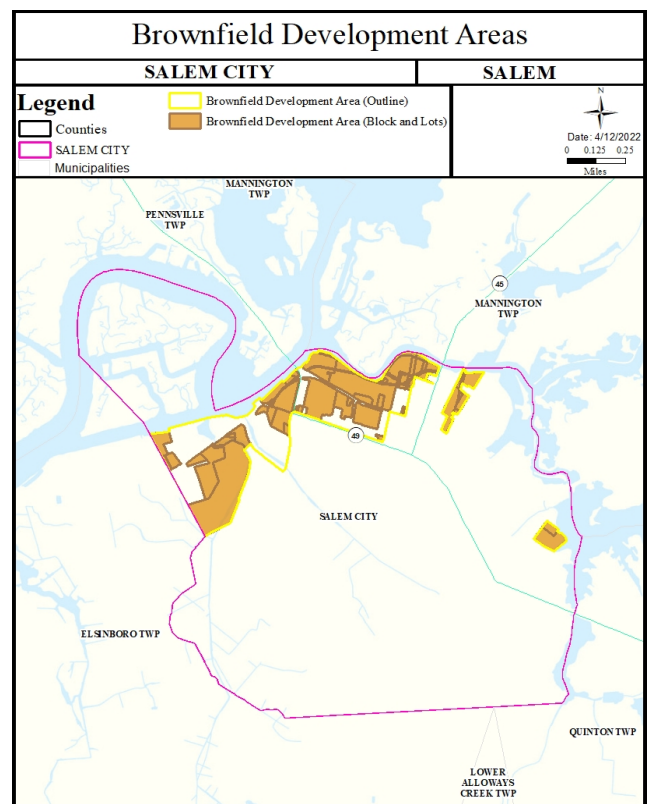 Brownfield Development Areas
SALEM CITY
SALEM
Legend
Counties
SALEM CITY
Municipalities
Brownfield Development Area (Outline)
Brownfield Development Area (Block and Lots)
N
Date: 4/12/2022
0 0.125 0.25
Miles
MANNINGTON
TWP
PENNSVILLE
TWP
45
MANNINGTON
TWP
49
SALEM CITY
ELSINBORO TWP
QUINTON TWP
LOWER
ALLOWAYS
CREEK TWP